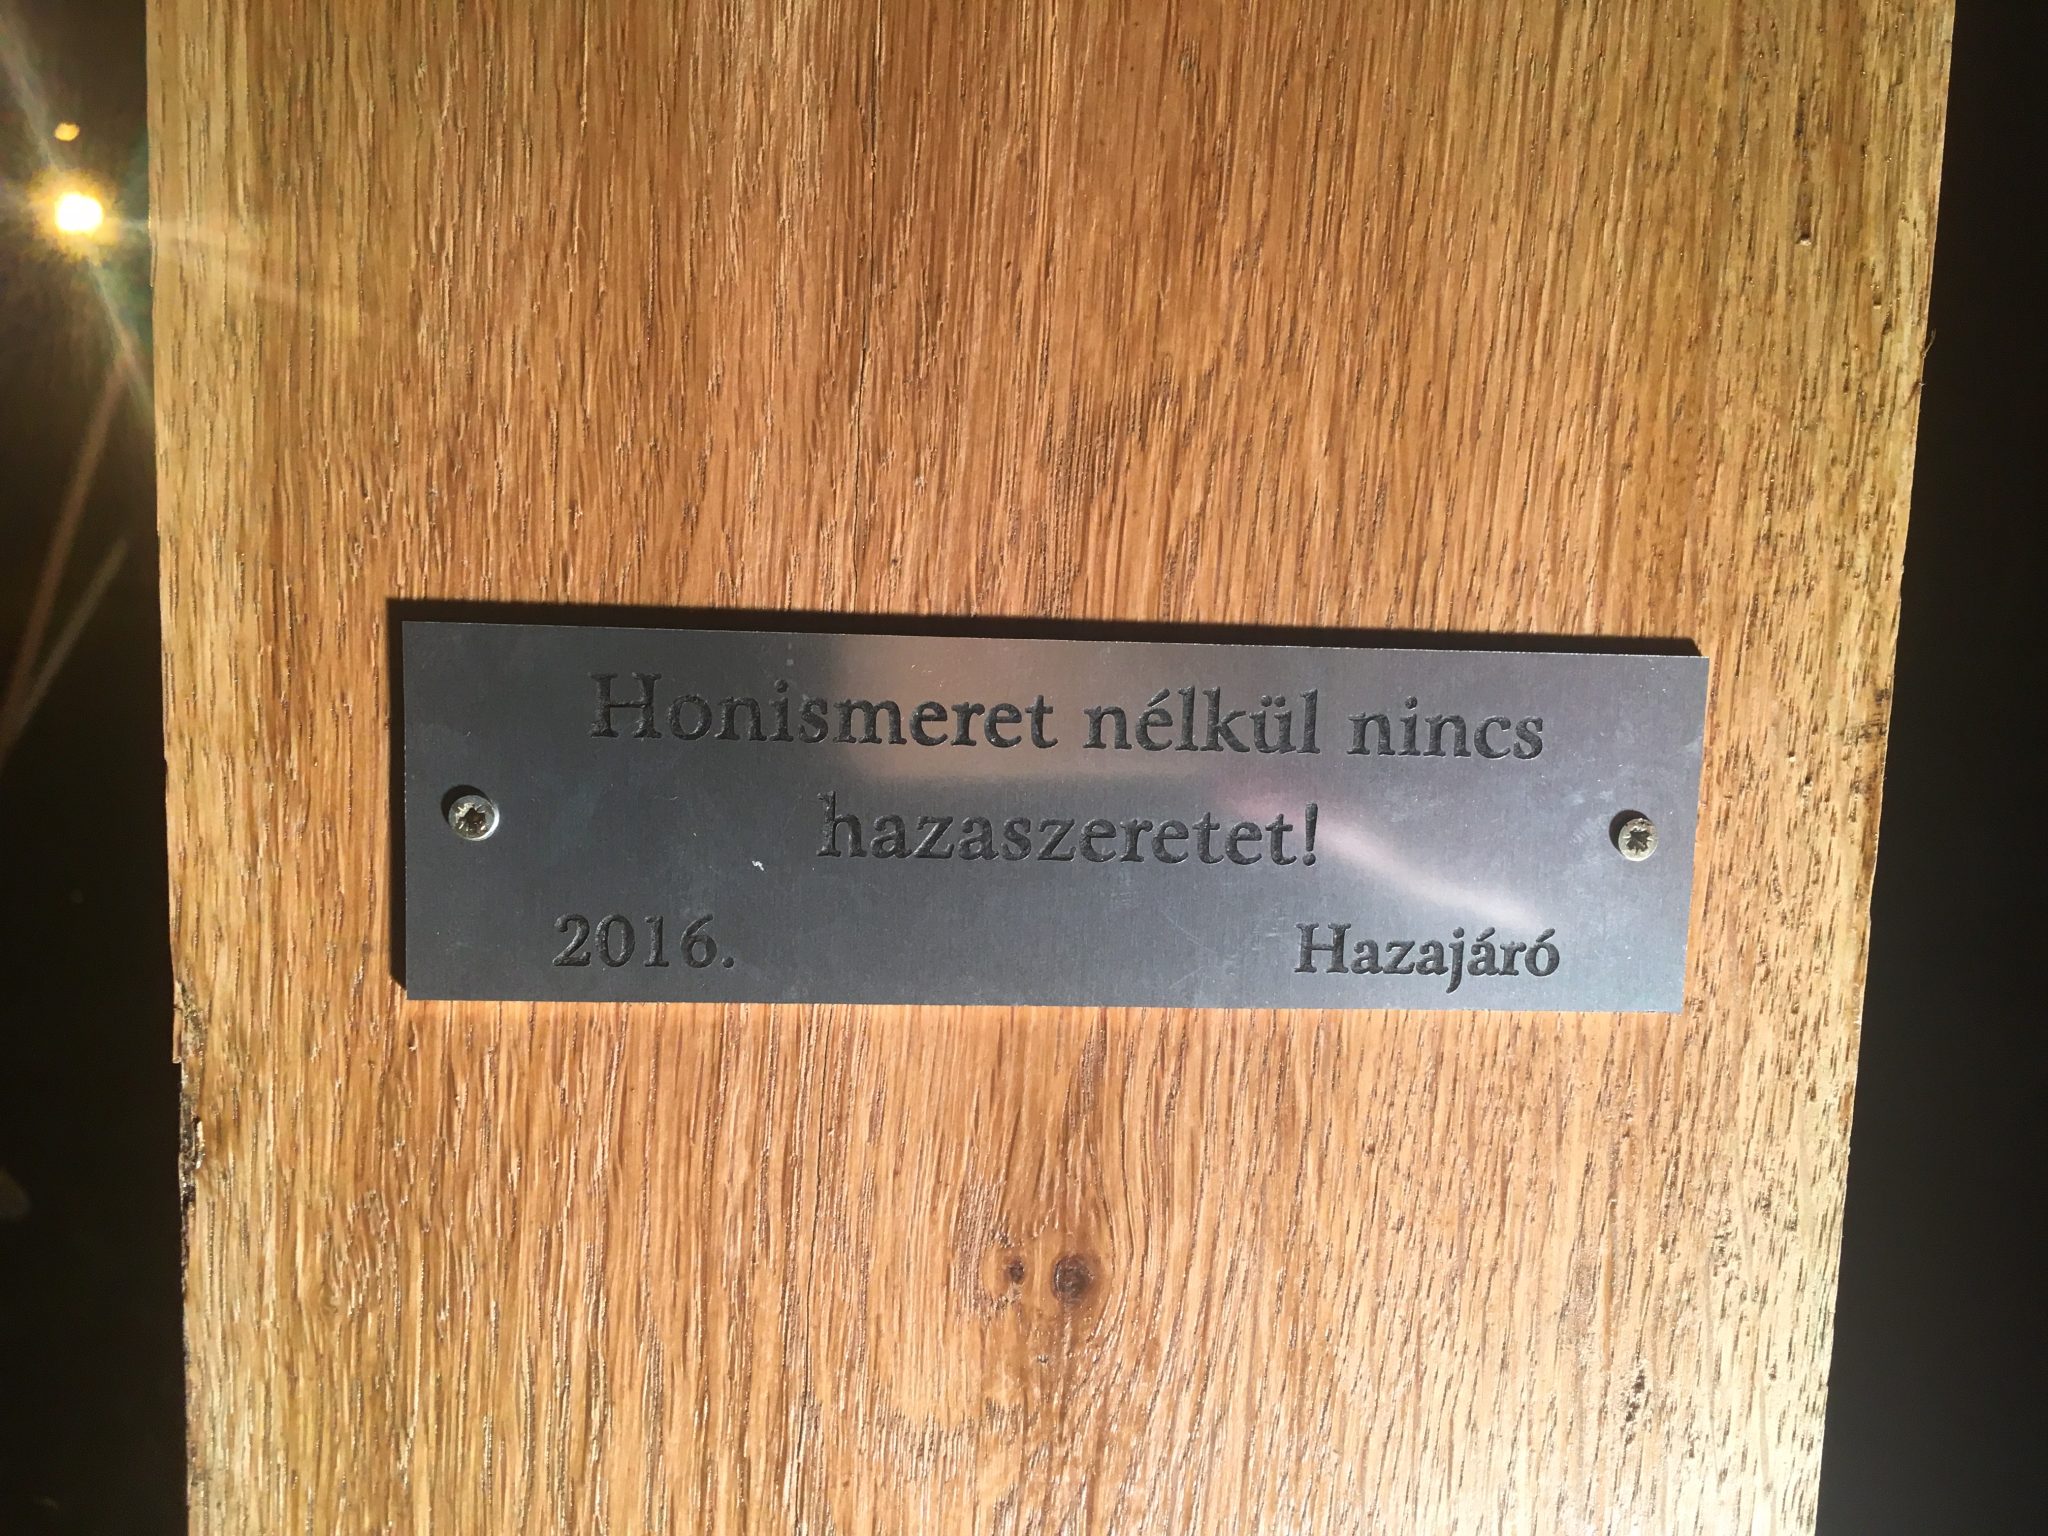 Honismeret nélkül nincs
hazaszeretet!
2016. Hazajáró